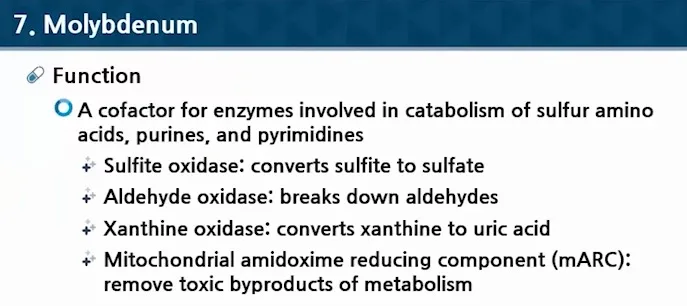 7. Molybdenum
Function
A cofactor for enzymes involved in catabolism of sulfur amino
acids, purines, and pyrimidines
Sulfite oxidase: converts sulfite to sulfate
Aldehyde oxidase: breaks down aldehydes
Xanthine oxidase: converts xanthine to uric acid
Mitochondrial amidoxime reducing component (mARC):
remove toxic byproducts of metabolism